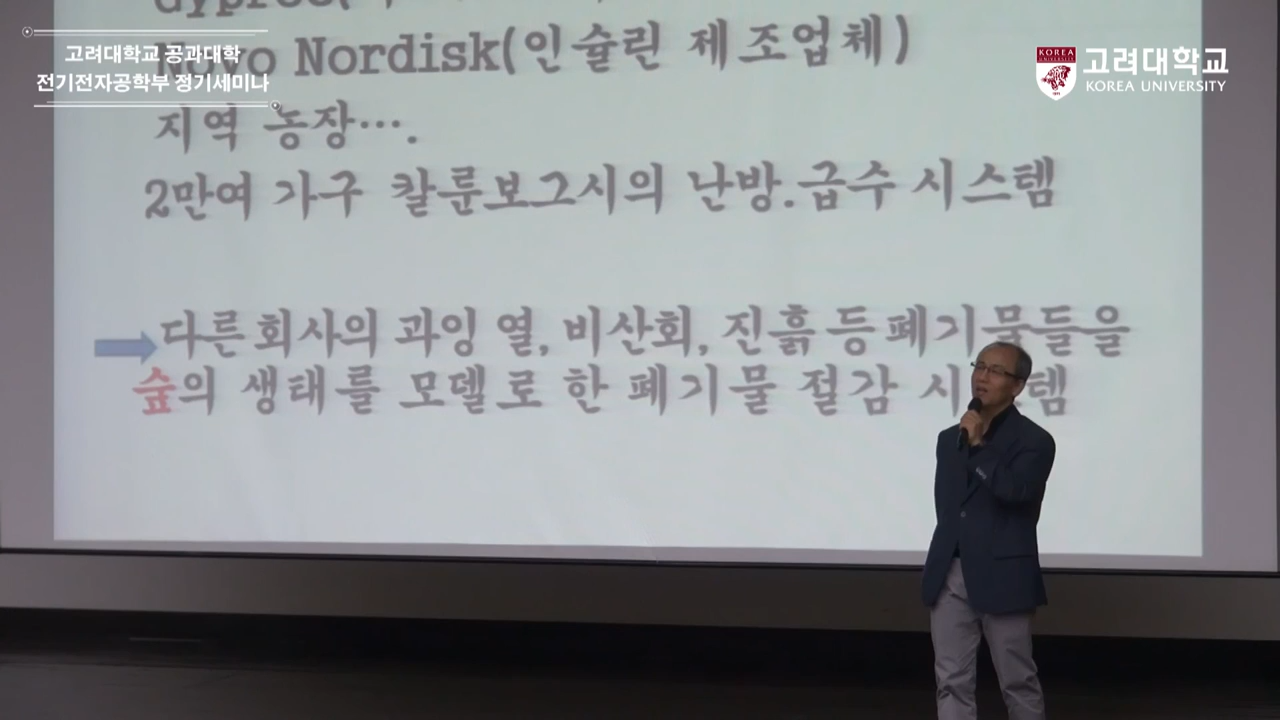 고려대학교 공과대학
전기전자공학부 정기세미나
KOREA UNIVERSITY
고려대학교
KOREA UNIVERSITY
Nordisk(인슐린 제조업체)
지역 농장….
2만여 가구 칼룬보그시의 난방.급수 시스템
다른 회사의 과잉 열, 비산회, 진흙 등 폐기물들을
숲의 생태를 모델로 한 폐기물 절감